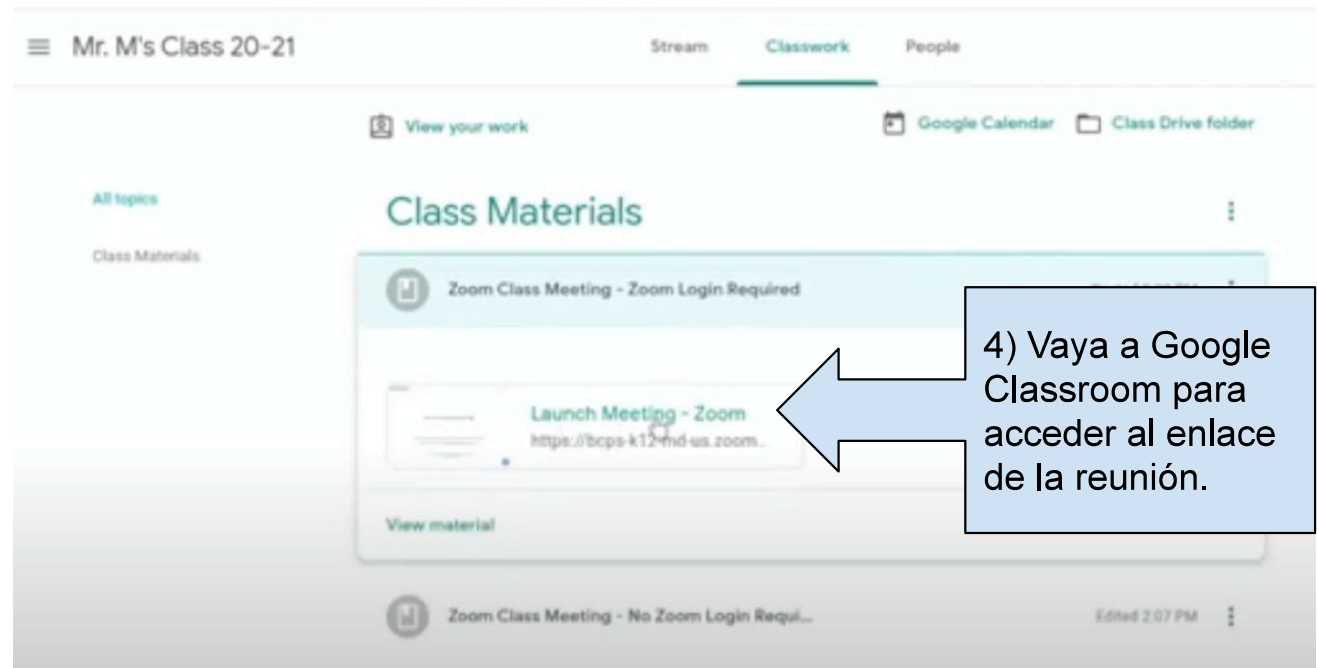 Mr. M's Class 20-21
Stream
Classwork
People
View your work
Google Calendar
Class Drive folder
All topics
Class Materials
Class Materials
Zoom Class Meeting - Zoom Login Required
Launch Meeting - Zoom
https://bcps-k12-md-us.zoom...
View material
4) Vaya a Google
Classroom para
acceder al enlace
de la reunión.
Zoom Class Meeting - No Zoom Login Requi...
Edited 2:07 PM